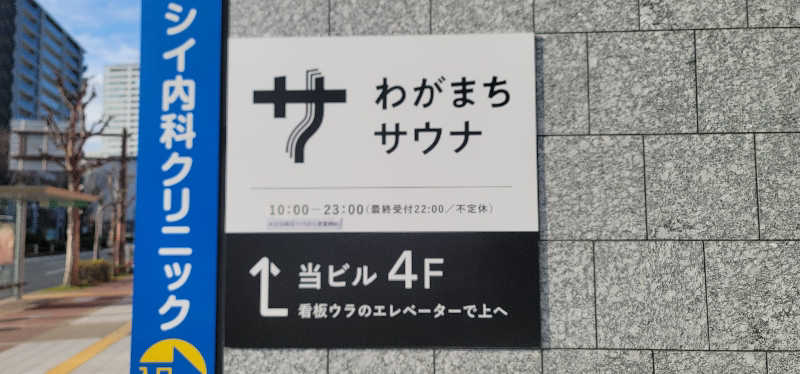 シイ内科クリニック
サ
わがまち
サウナ
10:00－23:00(最終受付22:00／不定休)
当ビル 4F
看板ウラのエレベーターで上へ